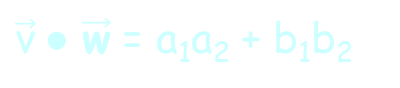 v⃗ • w⃗ = a₁a₂ + b₁b₂